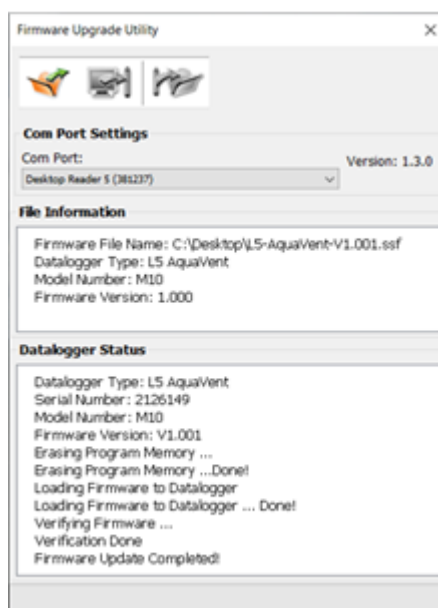 Firmware Upgrade Utility
Com Port Settings
Com Port:
Version: 1.3.0
Desktop Reader 5 (381237)
File Information
Firmware File Name: C:\Desktop\L5-AquaVent-V1.001.ssf
Datalogger Type: L5 AquaVent
Model Number: M10
Firmware Version: 1.000
Datalogger Status
Datalogger Type: L5 AquaVent
Serial Number: 2126149
Model Number: M10
Firmware Version: V1.001
Erasing Program Memory ...
Erasing Program Memory ...Done!
Loading Firmware to Datalogger
Loading Firmware to Datalogger ... Done!
Verifying Firmware ...
Verification Done
Firmware Update Completed!